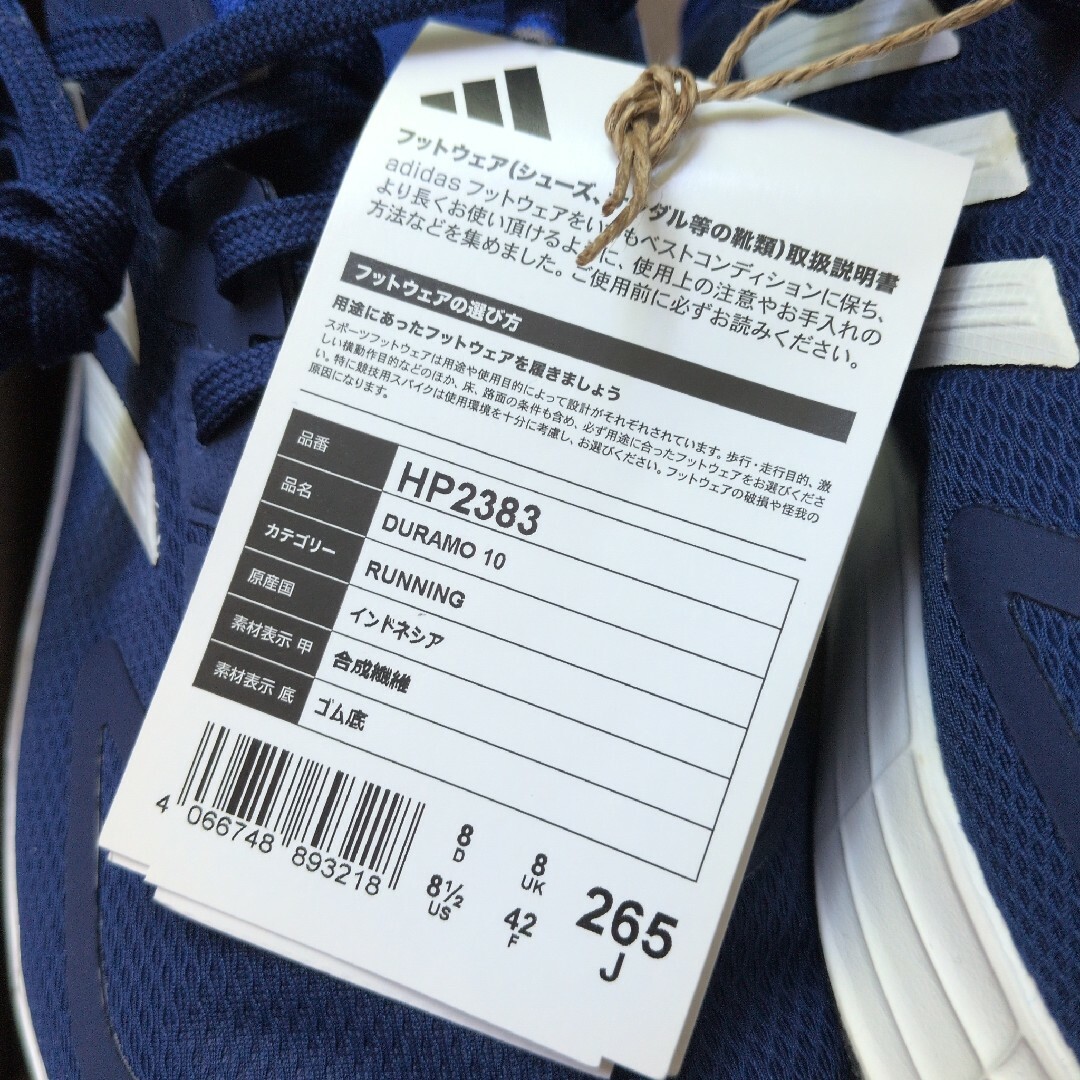 フットウェア(シューズ、ンダル等の靴類)取扱説明書
adidas フットウェアをいもベストコンディションに保ち、
より長くお使い頂けるように、使用上の注意やお手入れの
方法などを集めました。ご使用前に必ずお読みください。
フットウェアの選び方
用途にあったフットウェアを履きましょう
スポーツフットウェアは用途や使用目的によって設計がそれぞれされています。歩行・走行目的、激
しい横動作目的などのほか、床、路面の条件も含め、必ず用途に合ったフットウェアをお選びくださ
い。特に競技用スパイクは使用環境を十分に考慮し、お選びください。フットウェアの破損や怪我の
原因になります。
品番 HP2383
品名 DURAMO 10
カテゴリー RUNNING
原産国 インドネシア
素材表示 甲 合成繊維
素材表示 底 ゴム底
4 066748 893218
8 D 8 UK
8½ US 42 F
265 J